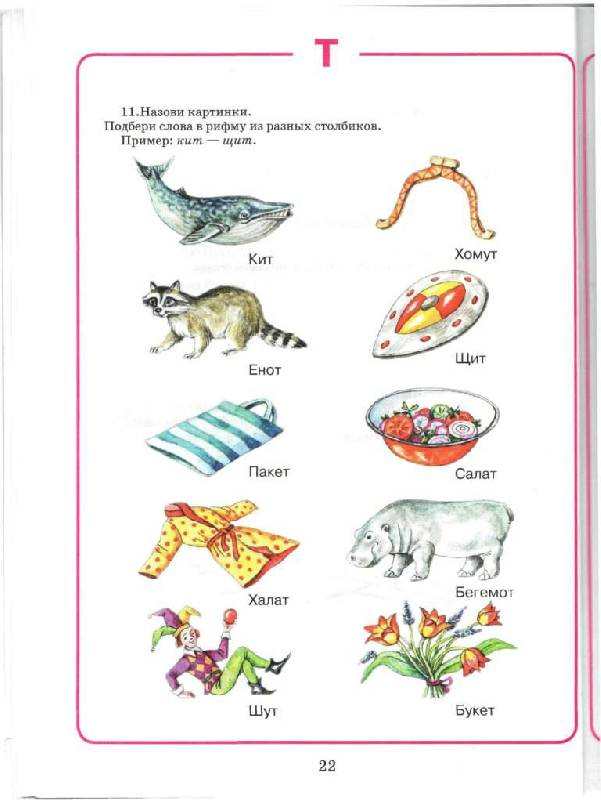 Т
11.Назови картинки.
Подбери слова в рифму из разных столбиков.
Пример: кит — щит.
Кит
Хомут
Енот
Щит
Пакет
Салат
Халат
Бегемот
Шут
Букет
22